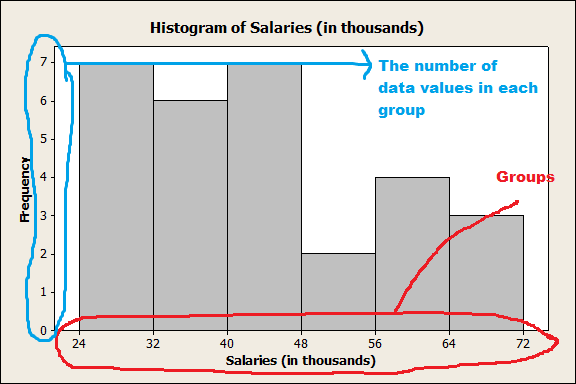 Histogram of Salaries (in thousands)
7
6
5
4
3
2
1
0
Frequency
The number of
data values in each
group
Groups
24 32 40 48 56 64 72
Salaries (in thousands)